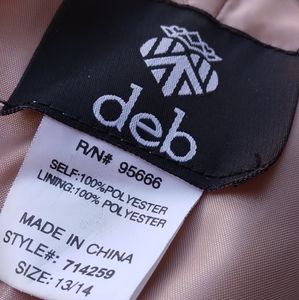 deb
R/N# 95666
SELF:100%POLYESTER
LINING:100% POLYESTER
MADE IN CHINA
STYLE#: 714259
SIZE: 13/14